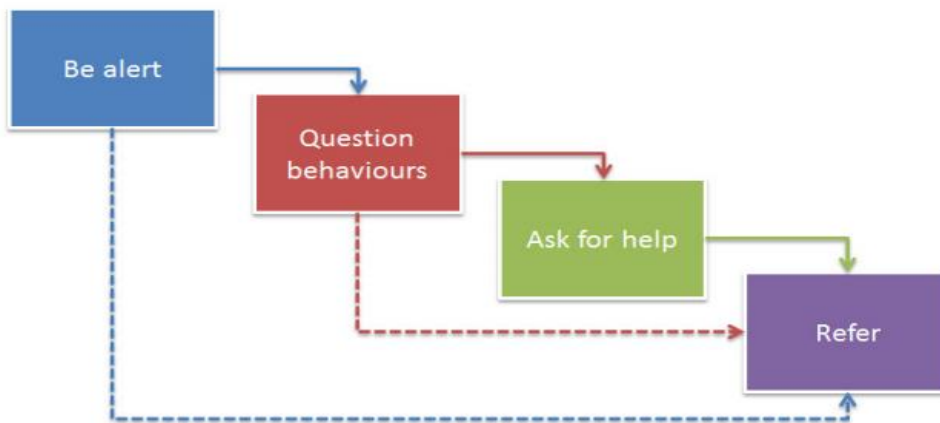 Be alert
Question
behaviours
Ask for help
Refer